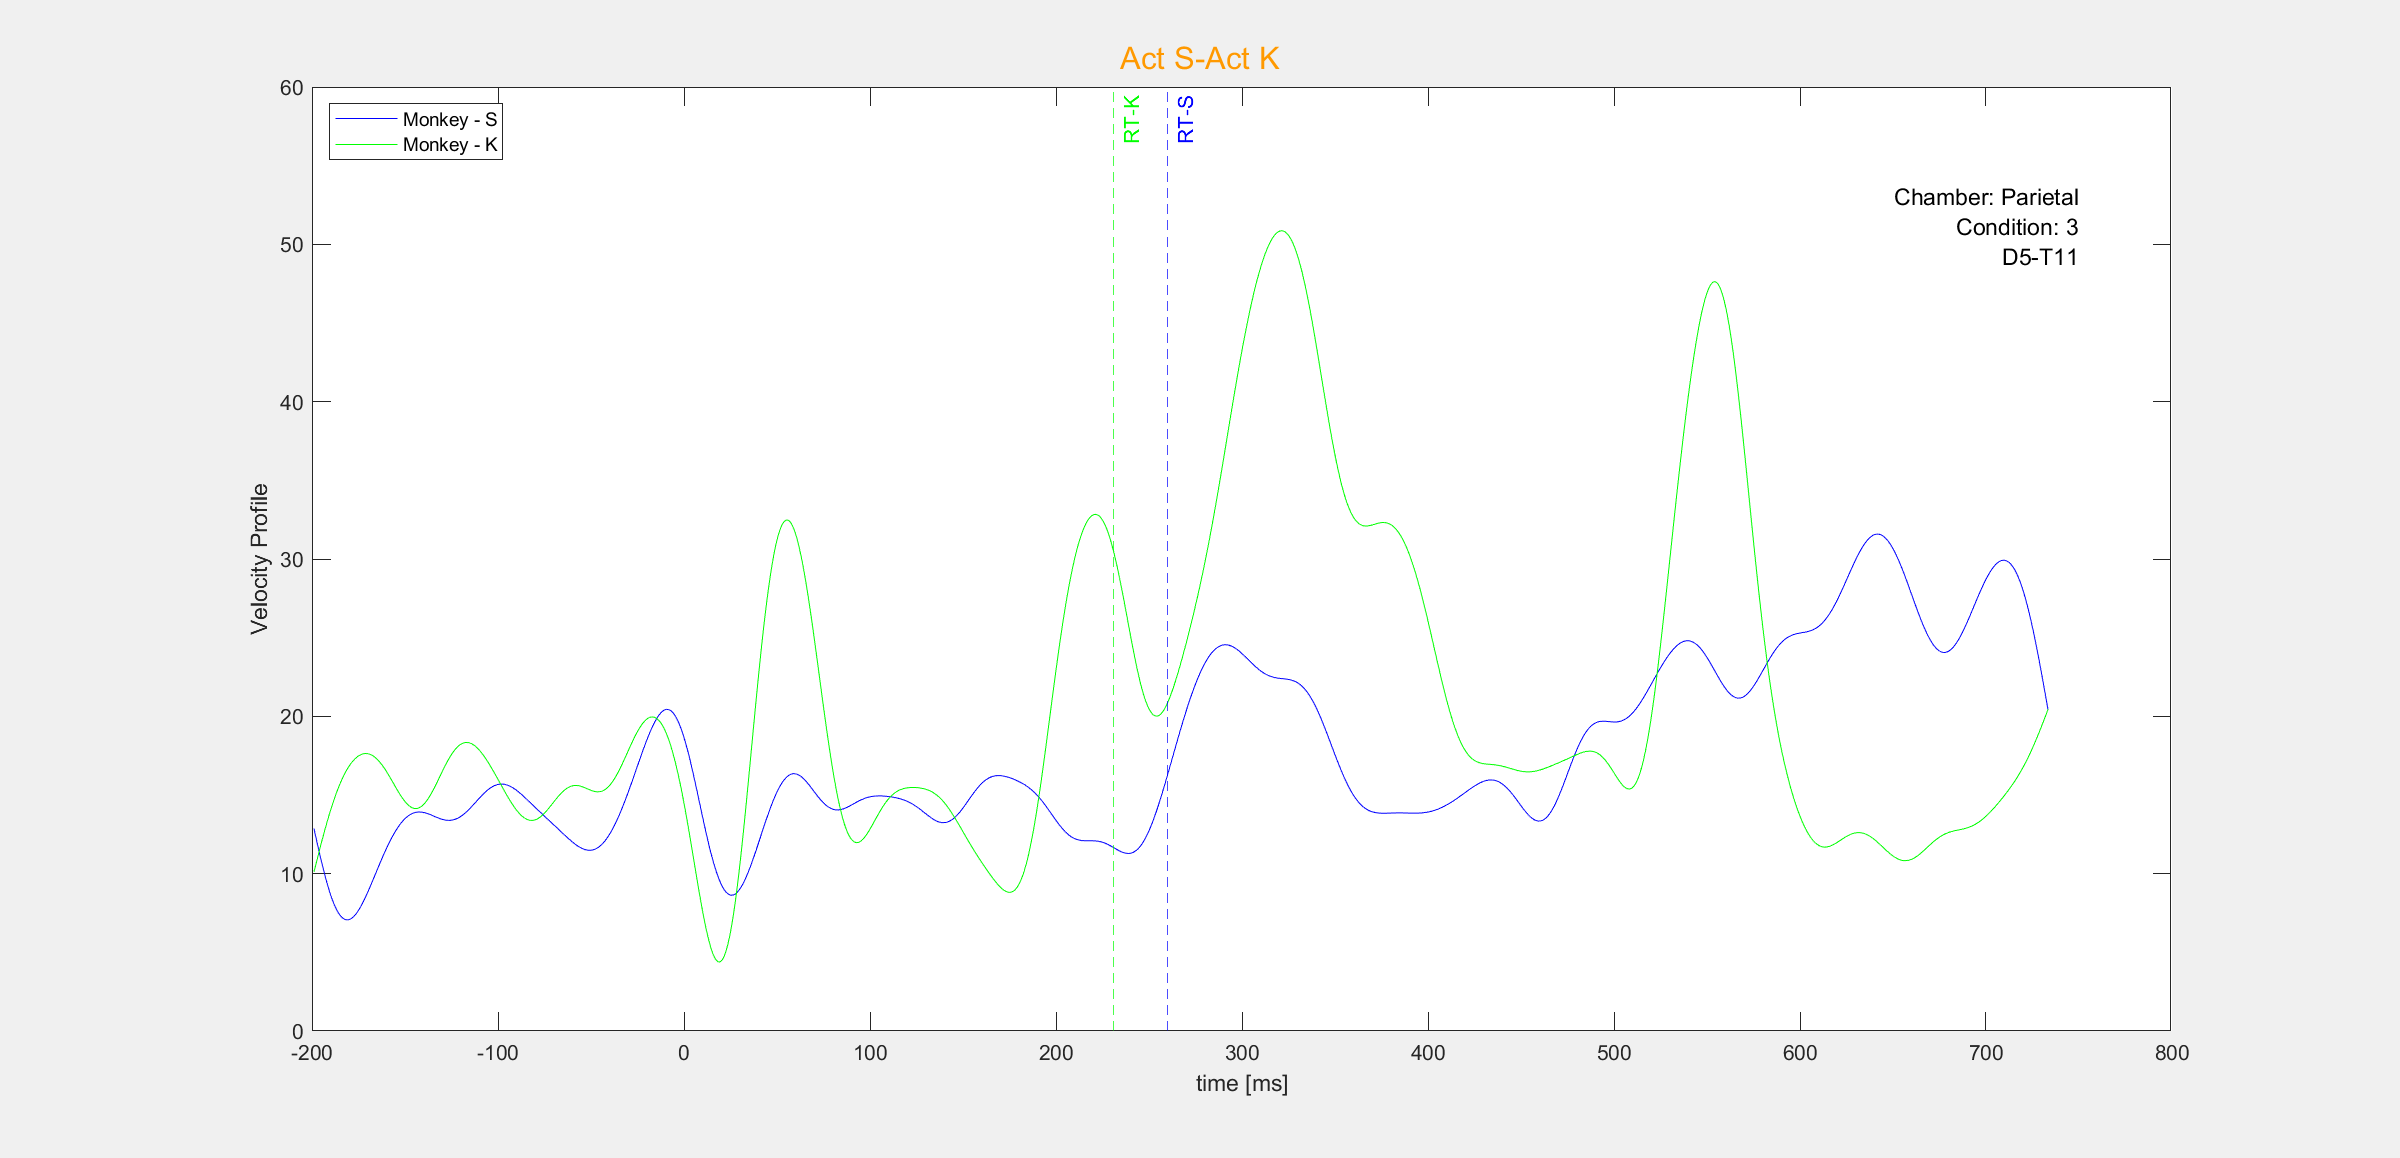 Act S-Act K
Monkey - S
Monkey - K
RT-K
RT-S
Chamber: Parietal
Condition: 3
D5-T11
Velocity Profile
60
50
40
30
20
10
0
-200 -100 0 100 200 300 400 500 600 700 800
time [ms]